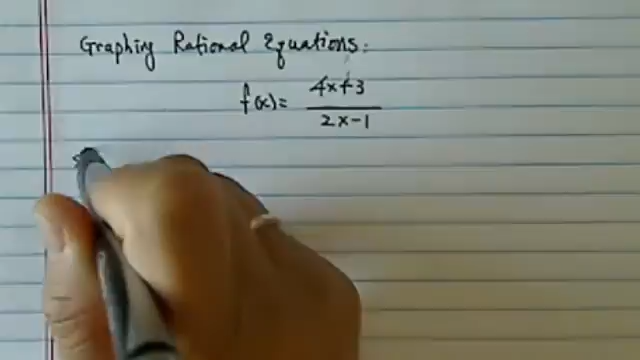 Graphing Rational Equations:
f(x) = 4x+3
2x-1